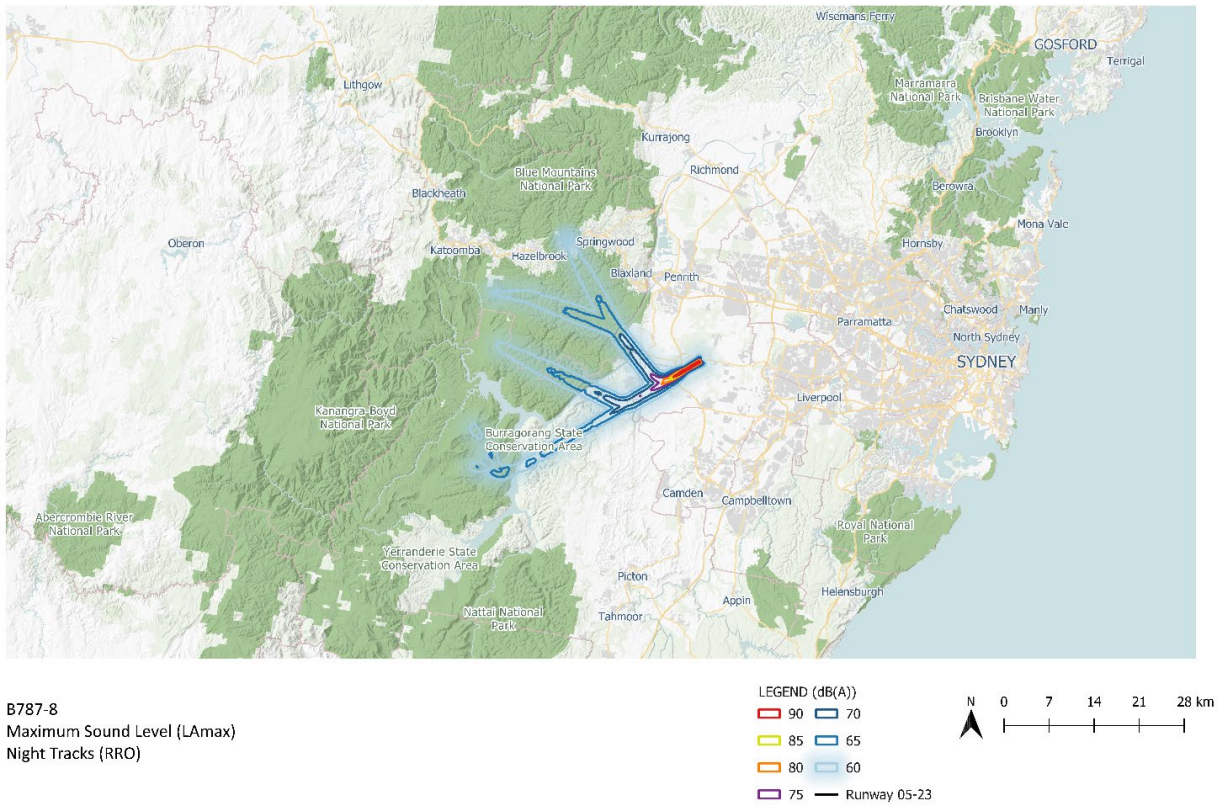 Wisemans Ferry
GOSFORD
Terrigal
Lithgow
Marramarra
National Park
Brisbane Water
National Park
Brooklyn
Kurrajong
Richmond
Blue Mountains
National Park
Blackheath
Berowra
Mona Vale
Oberon
Katoomba
Hazelbrook
Springwood
Hornsby
Blaxland
Penrith
Chatswood
Manly
Parramatta
North Sydney
SYDNEY
Liverpool
Kanangra-Boyd
National Park
Burragorang State
Conservation Area
Camden
Campbelltown
Abercrombie River
National Park
Royal National
Park
Yerranderie State
Conservation Area
Picton
Helensburgh
Nattai National
Park
Appin
Tahmoor
B787-8
Maximum Sound Level (LAmax)
Night Tracks (RRO)
LEGEND (dB(A))
90 70
85 65
80 60
75 Runway 05-23
N 0 7 14 21 28 km